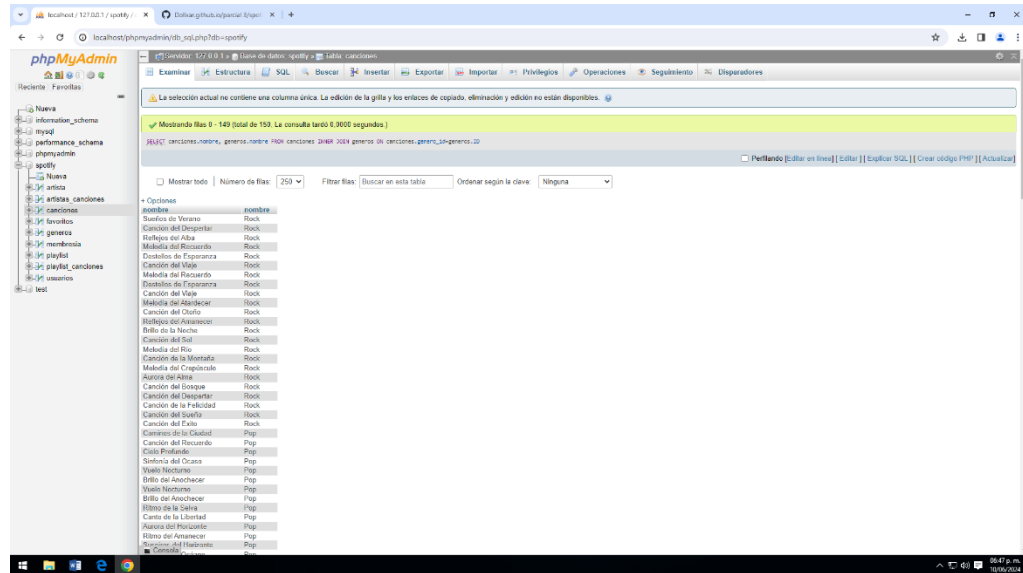 localhost / 127.0.0.1 / spotify /
Dolivar.github.io/parcial 3/spot
localhost/phpmyadmin/db_sql.php?db=spotify
phpMyAdmin
Reciente Favoritas
Nueva
information_schema
mysql
performance_schema
phpmyadmin
spotify
Nueva
artista
artistas_canciones
canciones
favoritos
generos
membresia
playlist
playlist_canciones
usuarios
test
Servidor: 127.0.0.1 » Base de datos: spotify » Tabla: canciones
Examinar Estructura SQL Buscar Insertar Exportar Importar Privilegios Operaciones Seguimiento Disparadores
La selección actual no contiene una columna única. La edición de la grilla y los enlaces de copiado, eliminación y edición no están disponibles.
Mostrando filas 0 - 149 (total de 150, La consulta tardó 0,0000 segundos.)
SELECT canciones.nombre, generos.nombre FROM canciones INNER JOIN generos ON canciones.genero_id=generos.ID
Perfilando [Editar en línea] [ Editar ] [ Explicar SQL ] [ Crear código PHP ] [ Actualizar]
Mostrar todo Número de filas: 250 Filtrar filas: Buscar en esta tabla Ordenar según la clave: Ninguna
+ Opciones
nombre nombre
Sueños de Verano Rock
Canción del Despertar Rock
Reflejos del Alba Rock
Melodía del Recuerdo Rock
Destellos de Esperanza Rock
Canción del Viaje Rock
Melodía del Recuerdo Rock
Destellos de Esperanza Rock
Canción del Viaje Rock
Melodía del Atardecer Rock
Canción del Otoño Rock
Reflejos del Amanecer Rock
Brillo de la Noche Rock
Canción del Sol Rock
Melodía del Río Rock
Canción de la Montaña Rock
Melodía del Crepúsculo Rock
Aurora del Alma Rock
Canción del Bosque Rock
Canción del Despertar Rock
Canción de la Felicidad Rock
Canción del Sueño Rock
Canción del Exito Rock
Caminos de la Ciudad Pop
Canción del Recuerdo Pop
Cielo Profundo Pop
Sinfonía del Ocaso Pop
Vuelo Nocturno Pop
Brillo del Anochecer Pop
Vuelo Nocturno Pop
Brillo del Anochecer Pop
Ritmo de la Selva Pop
Canto de la Libertad Pop
Aurora del Horizonte Pop
Ritmo del Amanecer Pop
del Horizonte Pop
Consola
06:47 p. m.
10/06/2024